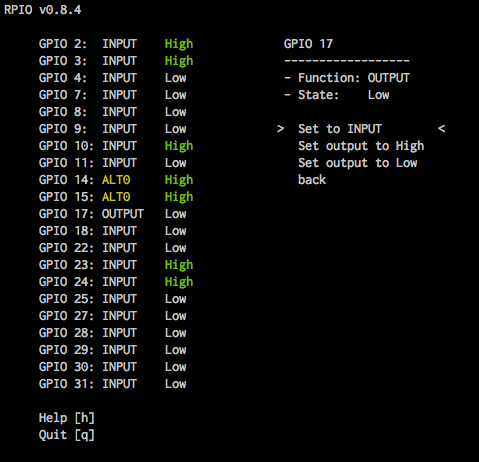 RPIO v0.8.4
GPIO 2: INPUT High
GPIO 3: INPUT High
GPIO 4: INPUT Low
GPIO 7: INPUT Low
GPIO 8: INPUT Low
GPIO 9: INPUT Low
GPIO 10: INPUT High
GPIO 11: INPUT Low
GPIO 14: ALT0 High
GPIO 15: ALT0 High
GPIO 17: OUTPUT Low
GPIO 18: INPUT Low
GPIO 22: INPUT Low
GPIO 23: INPUT High
GPIO 24: INPUT High
GPIO 25: INPUT Low
GPIO 27: INPUT Low
GPIO 28: INPUT Low
GPIO 29: INPUT Low
GPIO 30: INPUT Low
GPIO 31: INPUT Low
Help [h]
Quit [q]
GPIO 17
------------------
- Function: OUTPUT
- State: Low
> Set to INPUT <
Set output to High
Set output to Low
back